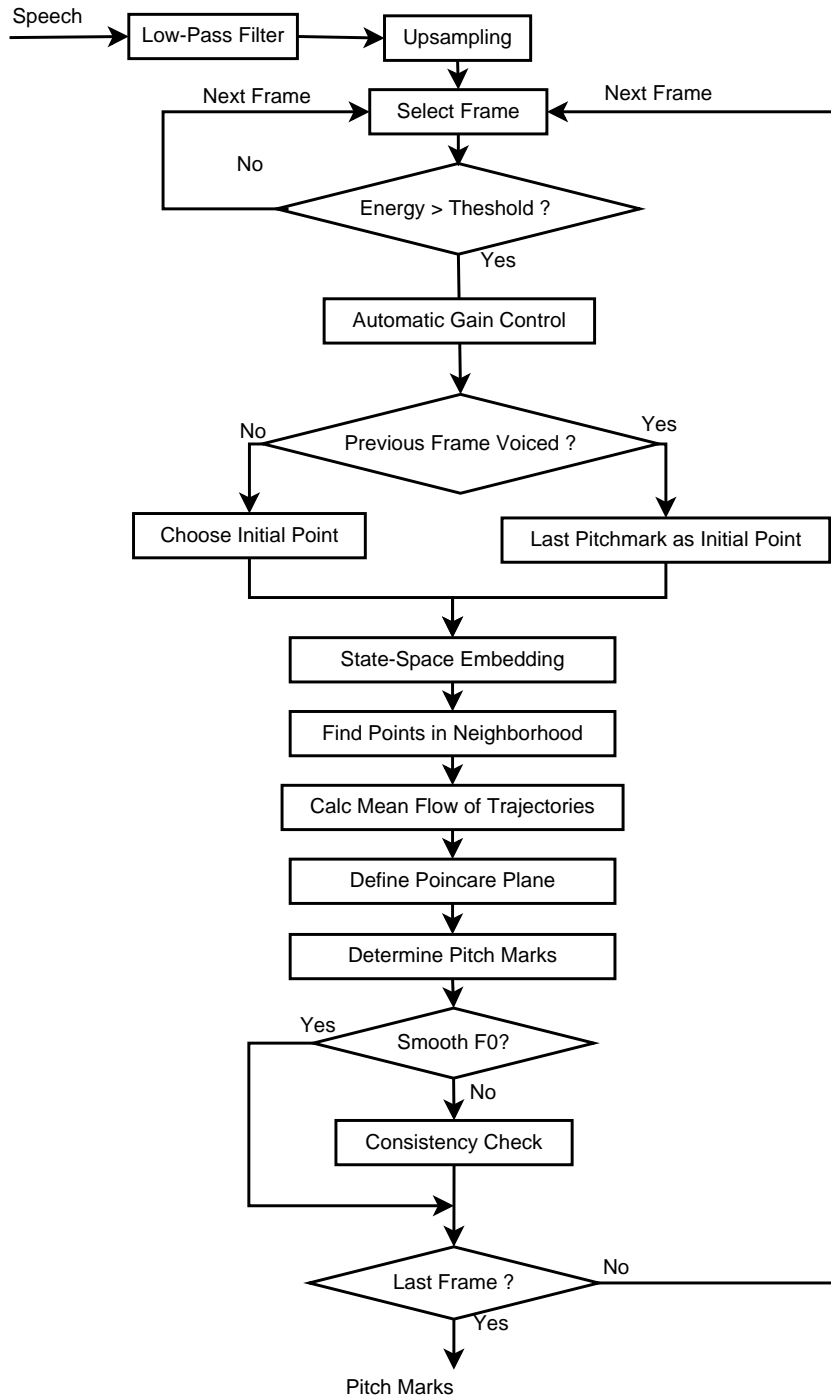 Speech
Low-Pass Filter
Upsampling
Next Frame
Next Frame
Select Frame
No
Energy > Theshold ?
Yes
Automatic Gain Control
No
Yes
Previous Frame Voiced ?
Choose Initial Point
Last Pitchmark as Initial Point
State-Space Embedding
Find Points in Neighborhood
Calc Mean Flow of Trajectories
Define Poincare Plane
Determine Pitch Marks
Yes
Smooth F0?
No
Consistency Check
No
Last Frame ?
Yes
Pitch Marks